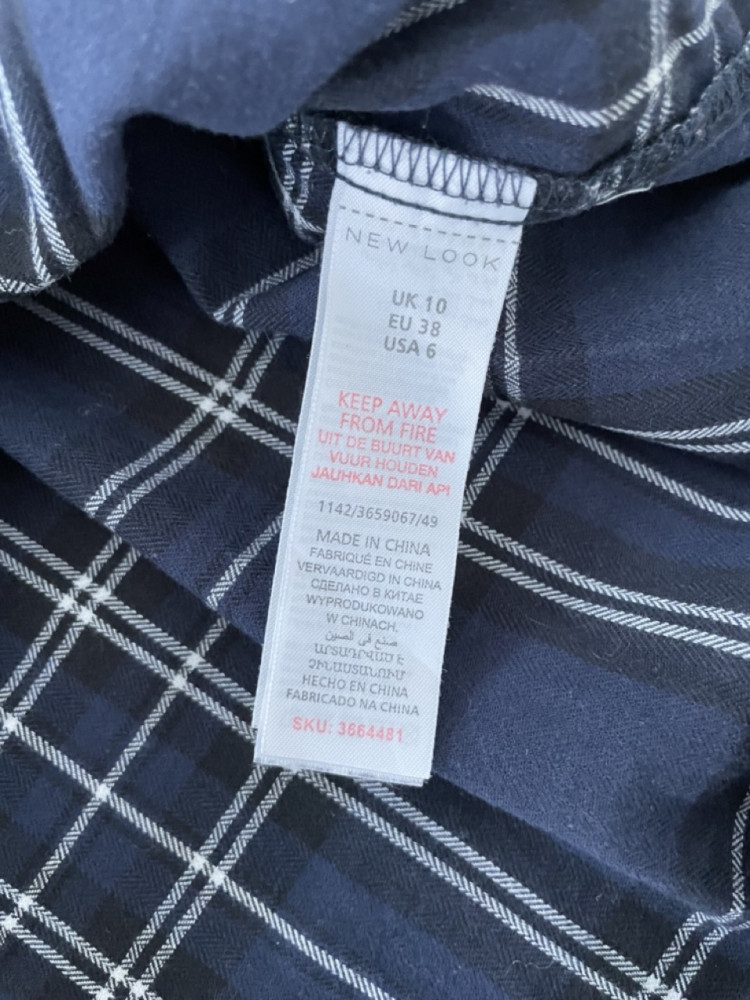 NEW LOOK
UK 10
EU 38
USA 6
KEEP AWAY
FROM FIRE
UIT DE BUURT VAN
VUUR HOUDEN
JAUHKAN DARI API
1142/3659067/49
MADE IN CHINA
FABRIQUÉ EN CHINE
VERVAARDIGD IN CHINA
СДЕЛАНО В КИТАЕ
WYPRODUKOWANO
W CHINACH.
صنع في الصين
ԱՐՏԱԴՐՎԱԾ Է
ՉԻՆԱՍՏԱՆՈՒՄ
HECHO EN CHINA
FABRICADO NA CHINA
SKU: 3664481